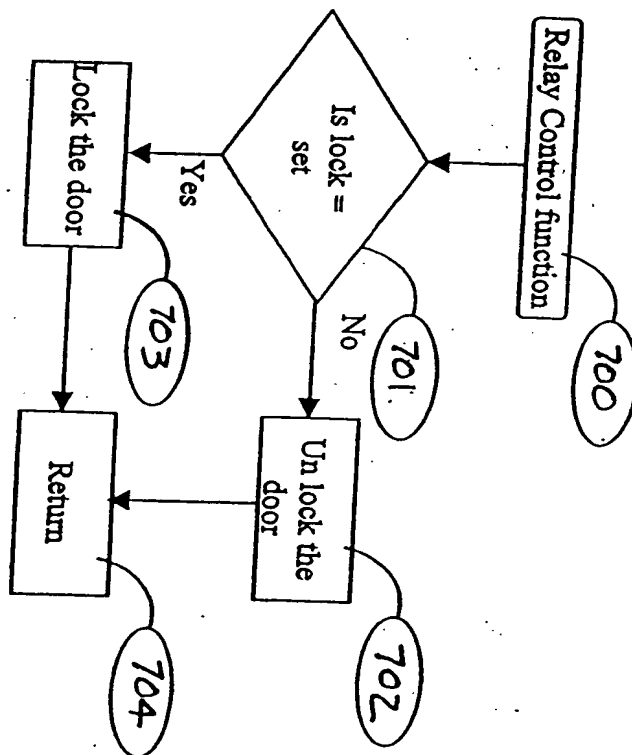 Relay Control function
700
Is lock =
set
701
No
Un lock the
door
702
Yes
Lock the door
703
Return
704